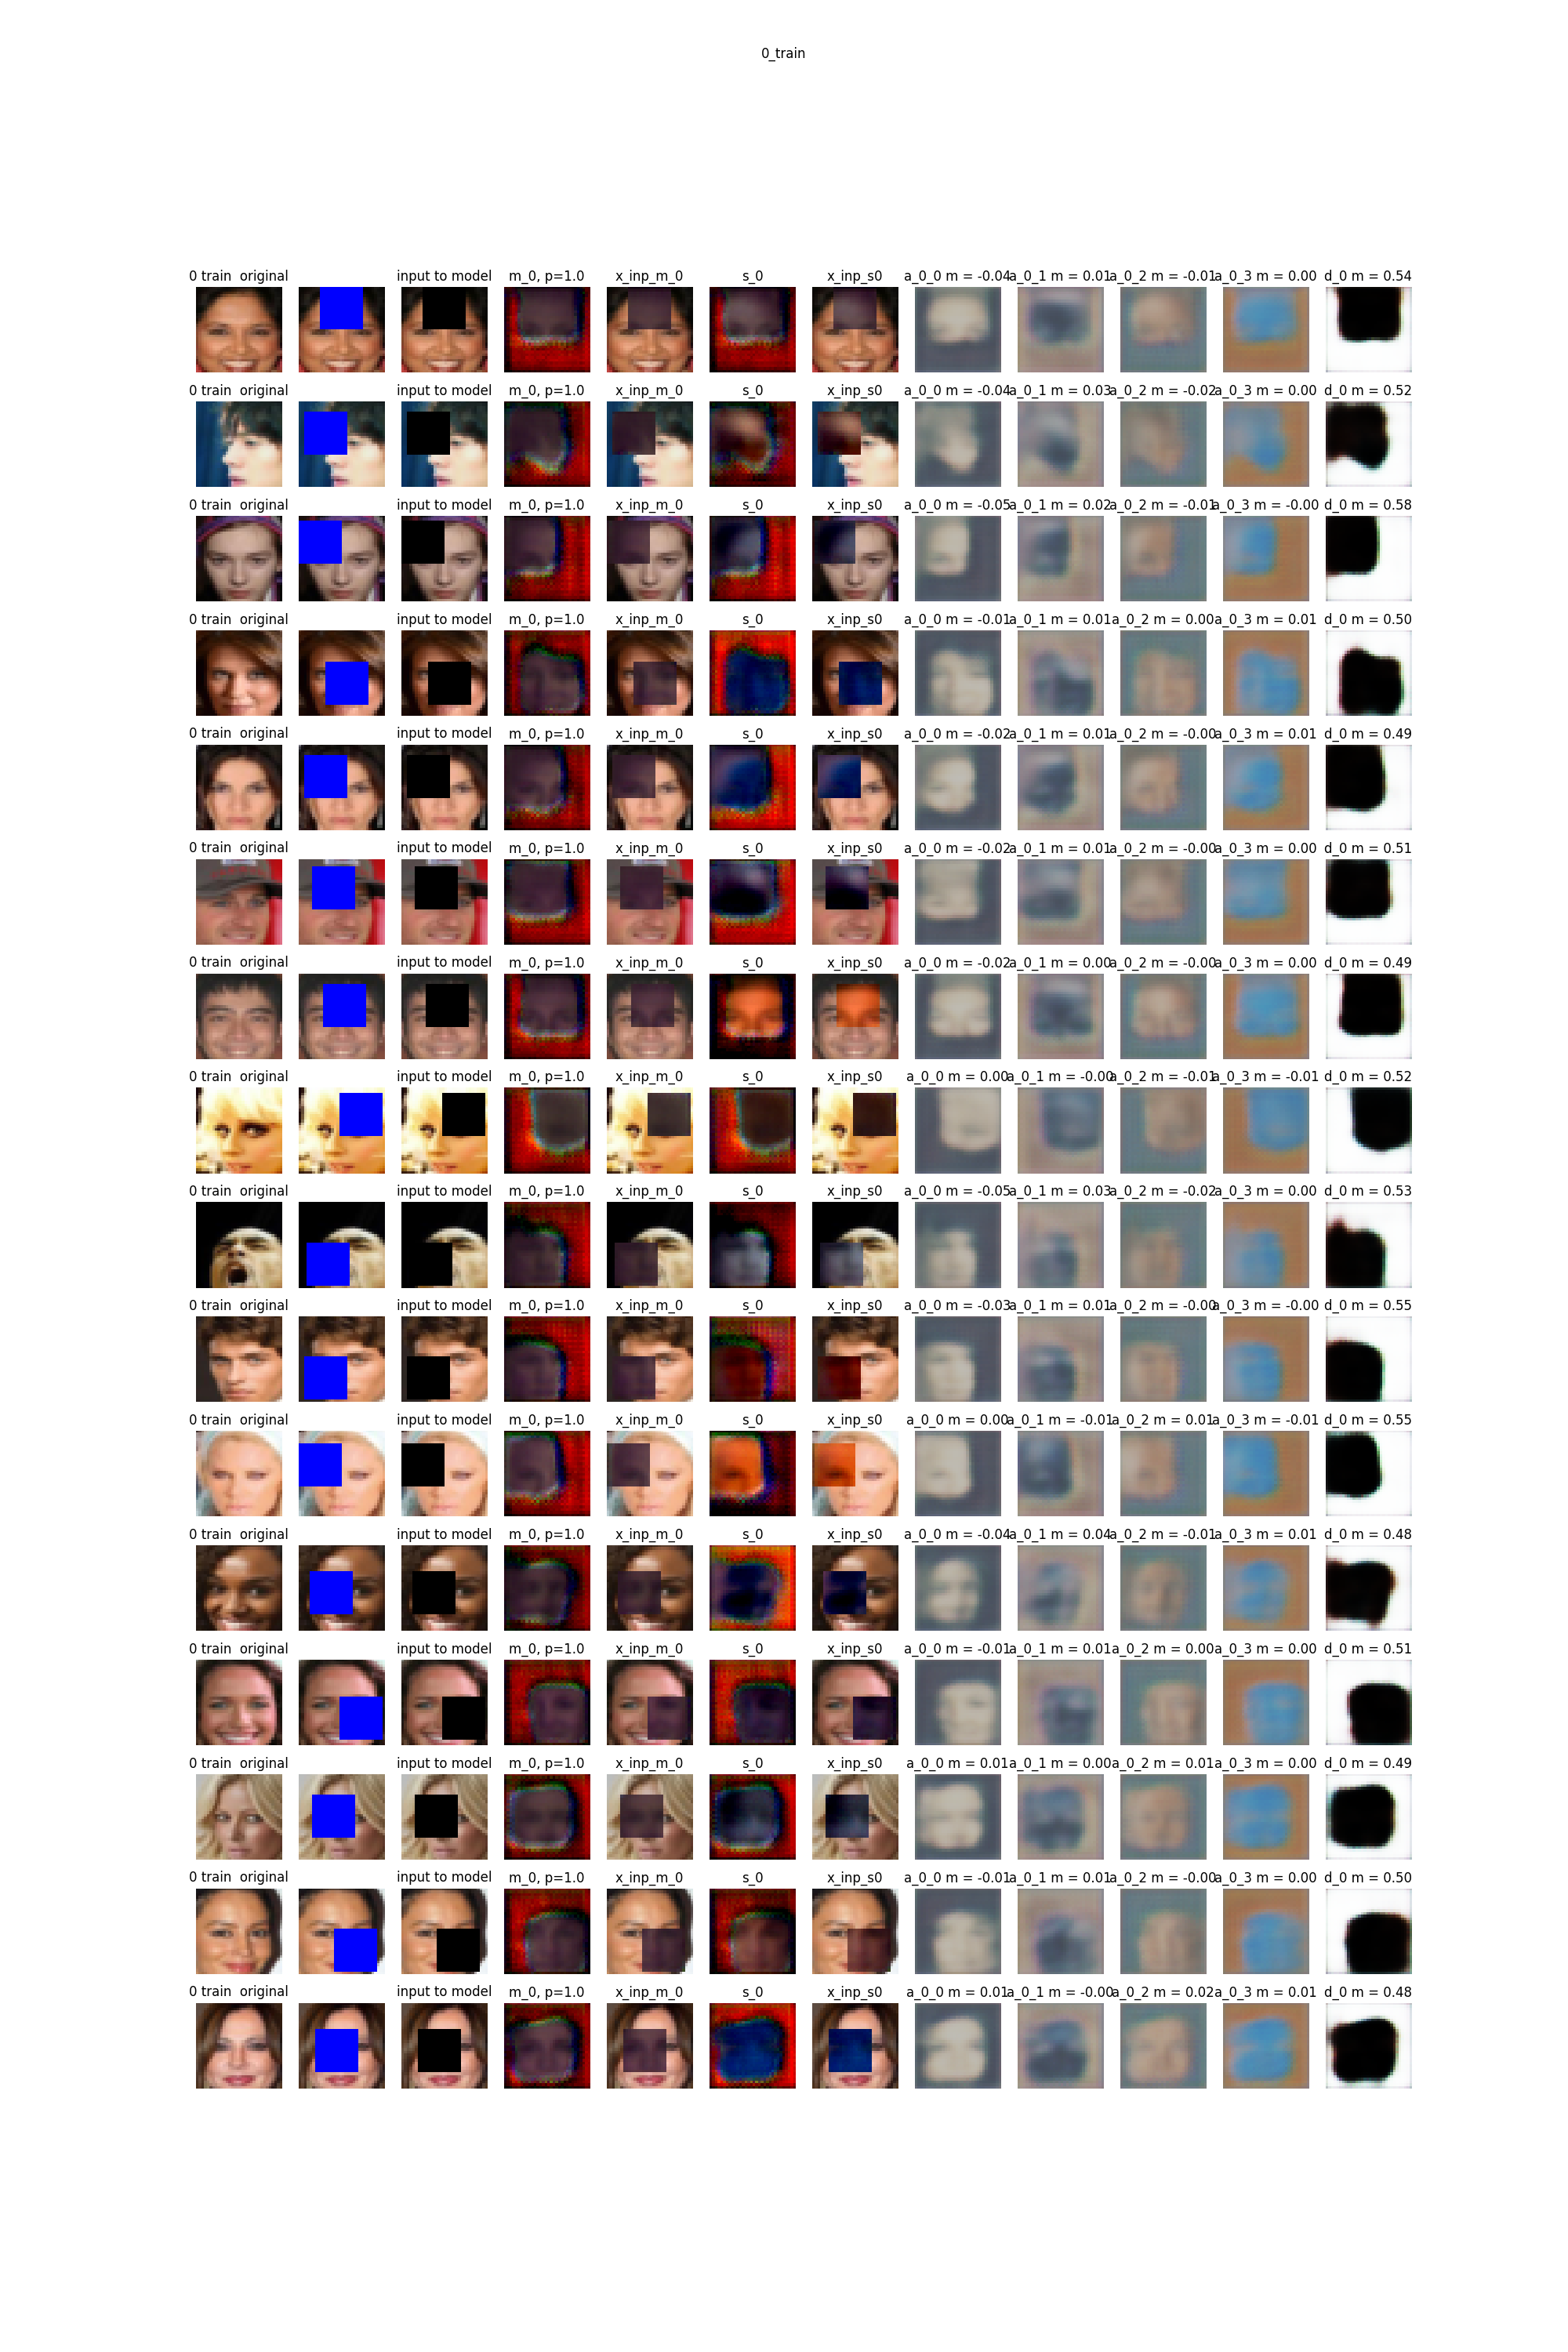 0_train
0 train original input to model m_0, p=1.0 x_inp_m_0 s_0 x_inp_s0 a_0_0 m = -0.04 a_0_1 m = 0.01 a_0_2 m = -0.01 a_0_3 m = 0.00 d_0 m = 0.54
0 train original input to model m_0, p=1.0 x_inp_m_0 s_0 x_inp_s0 a_0_0 m = -0.04 a_0_1 m = 0.03 a_0_2 m = -0.02 a_0_3 m = 0.00 d_0 m = 0.52
0 train original input to model m_0, p=1.0 x_inp_m_0 s_0 x_inp_s0 a_0_0 m = -0.05 a_0_1 m = 0.02 a_0_2 m = -0.01 a_0_3 m = -0.00 d_0 m = 0.58
0 train original input to model m_0, p=1.0 x_inp_m_0 s_0 x_inp_s0 a_0_0 m = -0.01 a_0_1 m = 0.01 a_0_2 m = 0.00 a_0_3 m = 0.01 d_0 m = 0.50
0 train original input to model m_0, p=1.0 x_inp_m_0 s_0 x_inp_s0 a_0_0 m = -0.02 a_0_1 m = 0.01 a_0_2 m = -0.00 a_0_3 m = 0.01 d_0 m = 0.49
0 train original input to model m_0, p=1.0 x_inp_m_0 s_0 x_inp_s0 a_0_0 m = -0.02 a_0_1 m = 0.01 a_0_2 m = -0.00 a_0_3 m = 0.00 d_0 m = 0.51
0 train original input to model m_0, p=1.0 x_inp_m_0 s_0 x_inp_s0 a_0_0 m = -0.02 a_0_1 m = 0.00 a_0_2 m = -0.00 a_0_3 m = 0.00 d_0 m = 0.49
0 train original input to model m_0, p=1.0 x_inp_m_0 s_0 x_inp_s0 a_0_0 m = 0.00 a_0_1 m = -0.00 a_0_2 m = -0.01 a_0_3 m = -0.01 d_0 m = 0.52
0 train original input to model m_0, p=1.0 x_inp_m_0 s_0 x_inp_s0 a_0_0 m = -0.05 a_0_1 m = 0.03 a_0_2 m = -0.02 a_0_3 m = 0.00 d_0 m = 0.53
0 train original input to model m_0, p=1.0 x_inp_m_0 s_0 x_inp_s0 a_0_0 m = -0.03 a_0_1 m = 0.01 a_0_2 m = -0.00 a_0_3 m = -0.00 d_0 m = 0.55
0 train original input to model m_0, p=1.0 x_inp_m_0 s_0 x_inp_s0 a_0_0 m = 0.00 a_0_1 m = -0.01 a_0_2 m = 0.01 a_0_3 m = -0.01 d_0 m = 0.55
0 train original input to model m_0, p=1.0 x_inp_m_0 s_0 x_inp_s0 a_0_0 m = -0.04 a_0_1 m = 0.04 a_0_2 m = -0.01 a_0_3 m = 0.01 d_0 m = 0.48
0 train original input to model m_0, p=1.0 x_inp_m_0 s_0 x_inp_s0 a_0_0 m = -0.01 a_0_1 m = 0.01 a_0_2 m = 0.00 a_0_3 m = 0.00 d_0 m = 0.51
0 train original input to model m_0, p=1.0 x_inp_m_0 s_0 x_inp_s0 a_0_0 m = 0.01 a_0_1 m = 0.00 a_0_2 m = 0.01 a_0_3 m = 0.00 d_0 m = 0.49
0 train original input to model m_0, p=1.0 x_inp_m_0 s_0 x_inp_s0 a_0_0 m = -0.01 a_0_1 m = 0.01 a_0_2 m = -0.00 a_0_3 m = 0.00 d_0 m = 0.50
0 train original input to model m_0, p=1.0 x_inp_m_0 s_0 x_inp_s0 a_0_0 m = 0.01 a_0_1 m = -0.00 a_0_2 m = 0.02 a_0_3 m = 0.01 d_0 m = 0.48